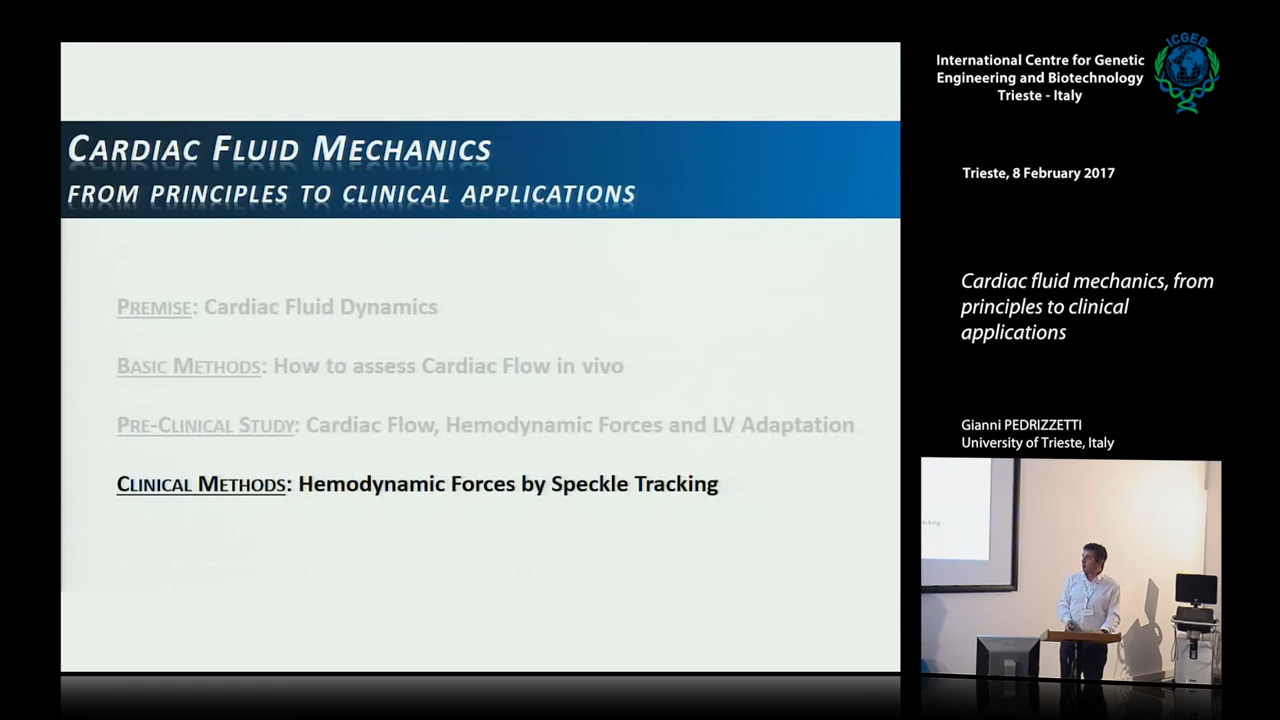 CARDIAC FLUID MECHANICS
FROM PRINCIPLES TO CLINICAL APPLICATIONS
PREMISE: Cardiac Fluid Dynamics
BASIC METHODS: How to assess Cardiac Flow in vivo
PRE-CLINICAL STUDY: Cardiac Flow, Hemodynamic Forces and LV Adaptation
CLINICAL METHODS: Hemodynamic Forces by Speckle Tracking
International Centre for Genetic
Engineering and Biotechnology
Trieste - Italy
ICGEB
Trieste, 8 February 2017
Cardiac fluid mechanics, from
principles to clinical
applications
Gianni PEDRIZZETTI
University of Trieste, Italy